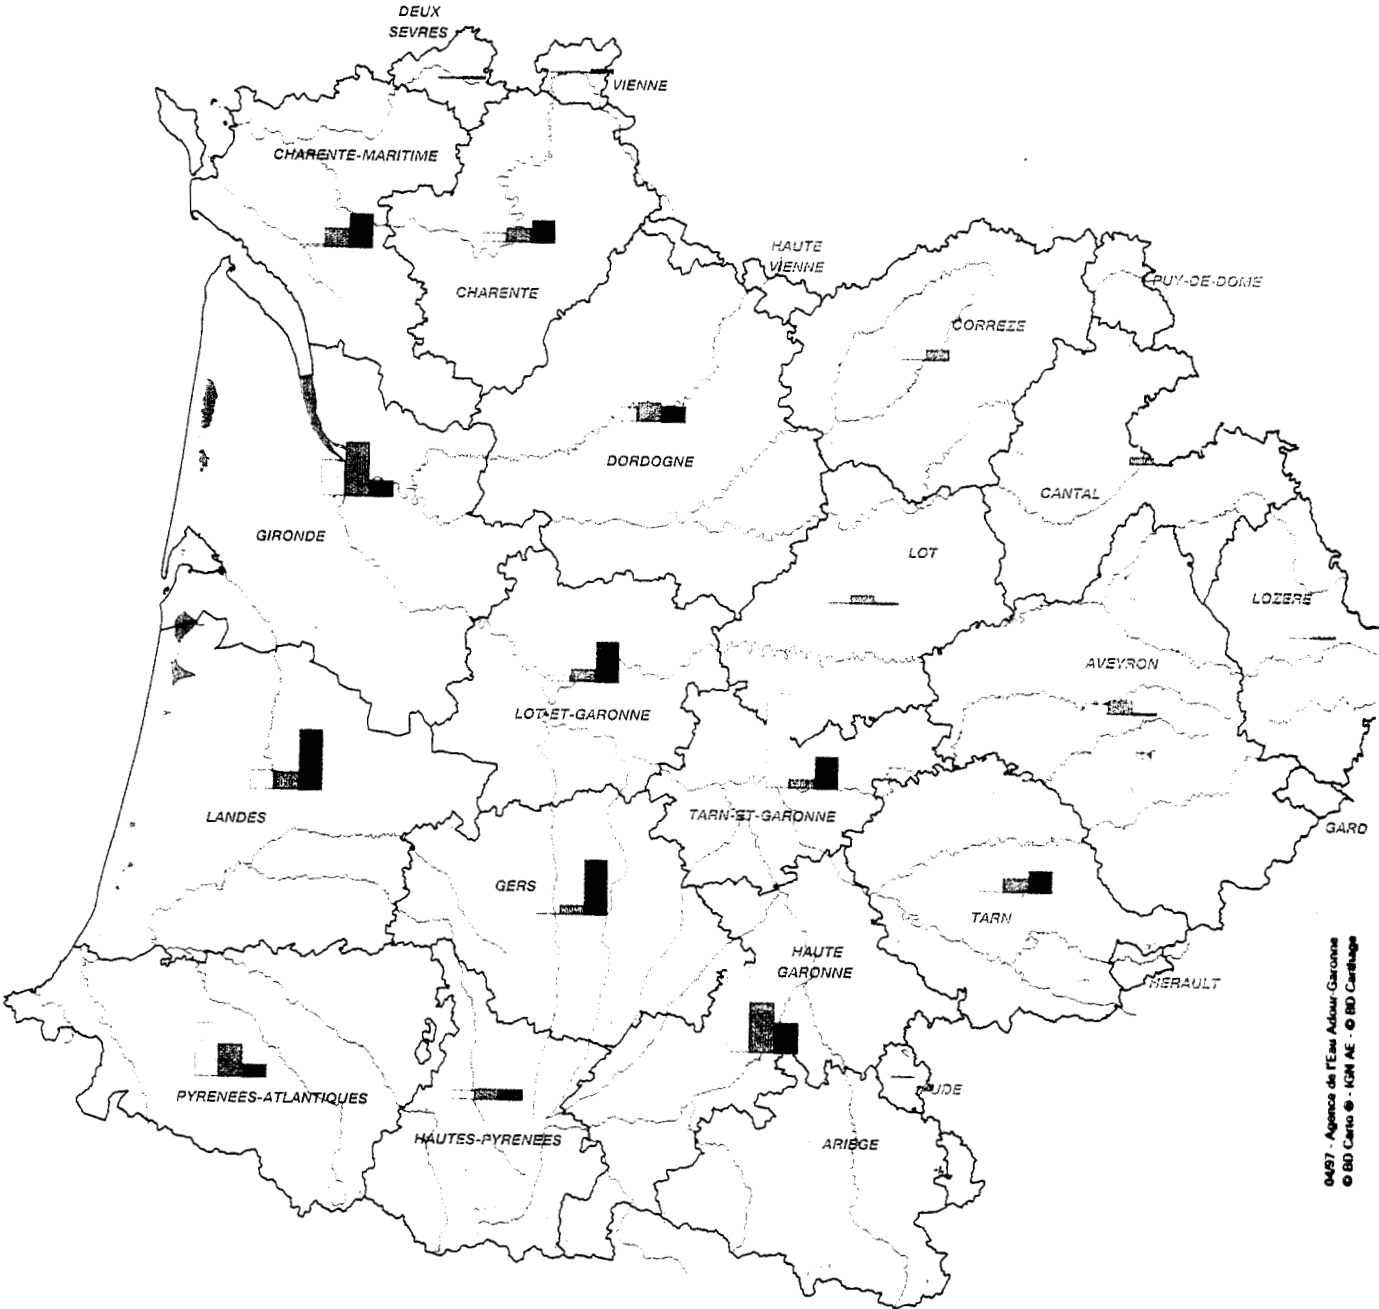 DEUX
SEVRES
VIENNE
CHARENTE-MARITIME
HAUTE
VIENNE
PUY-DE-DOME
CHARENTE
CORREZE
DORDOGNE
CANTAL
GIRONDE
LOT
LOZERE
AVEYRON
LOT-ET-GARONNE
LANDES
TARN-ET-GARONNE
GARD
GERS
TARN
HAUTE
GARONNE
HERAULT
AUDE
PYRENEES-ATLANTIQUES
HAUTES-PYRENEES
ARIEGE
04/97 - Agence de l'Eau Adour-Garonne
© BD Carto ® - IGN AE - © BD Carthage